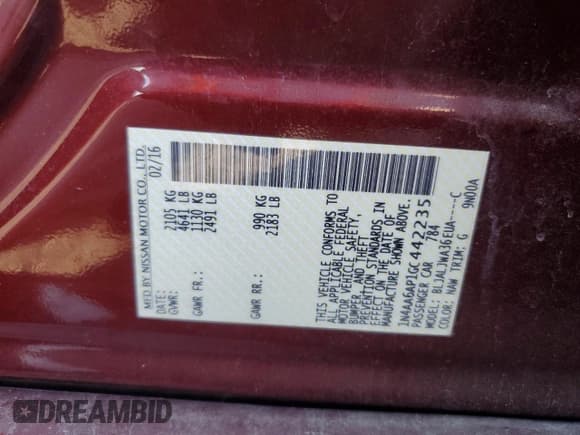 MFD BY NISSAN MOTOR CO., LTD.
02/16
GVWR: 2105 KG
4641 LB
GAWR FR.: 1130 KG
2491 LB
GAWR RR.: 990 KG
2183 LB
THIS VEHICLE CONFORMS TO
ALL APPLICABLE FEDERAL
MOTOR VEHICLE SAFETY,
BUMPER, AND THEFT
PREVENTION STANDARDS IN
EFFECT ON THE DATE OF
MANUFACTURE SHOWN ABOVE.
1N4AA6AP1GC442235
PASSENGER CAR 784
MODEL: BLJALJWA36EUA-----C
NAW TRIM: G 9N00A
DREAMBID